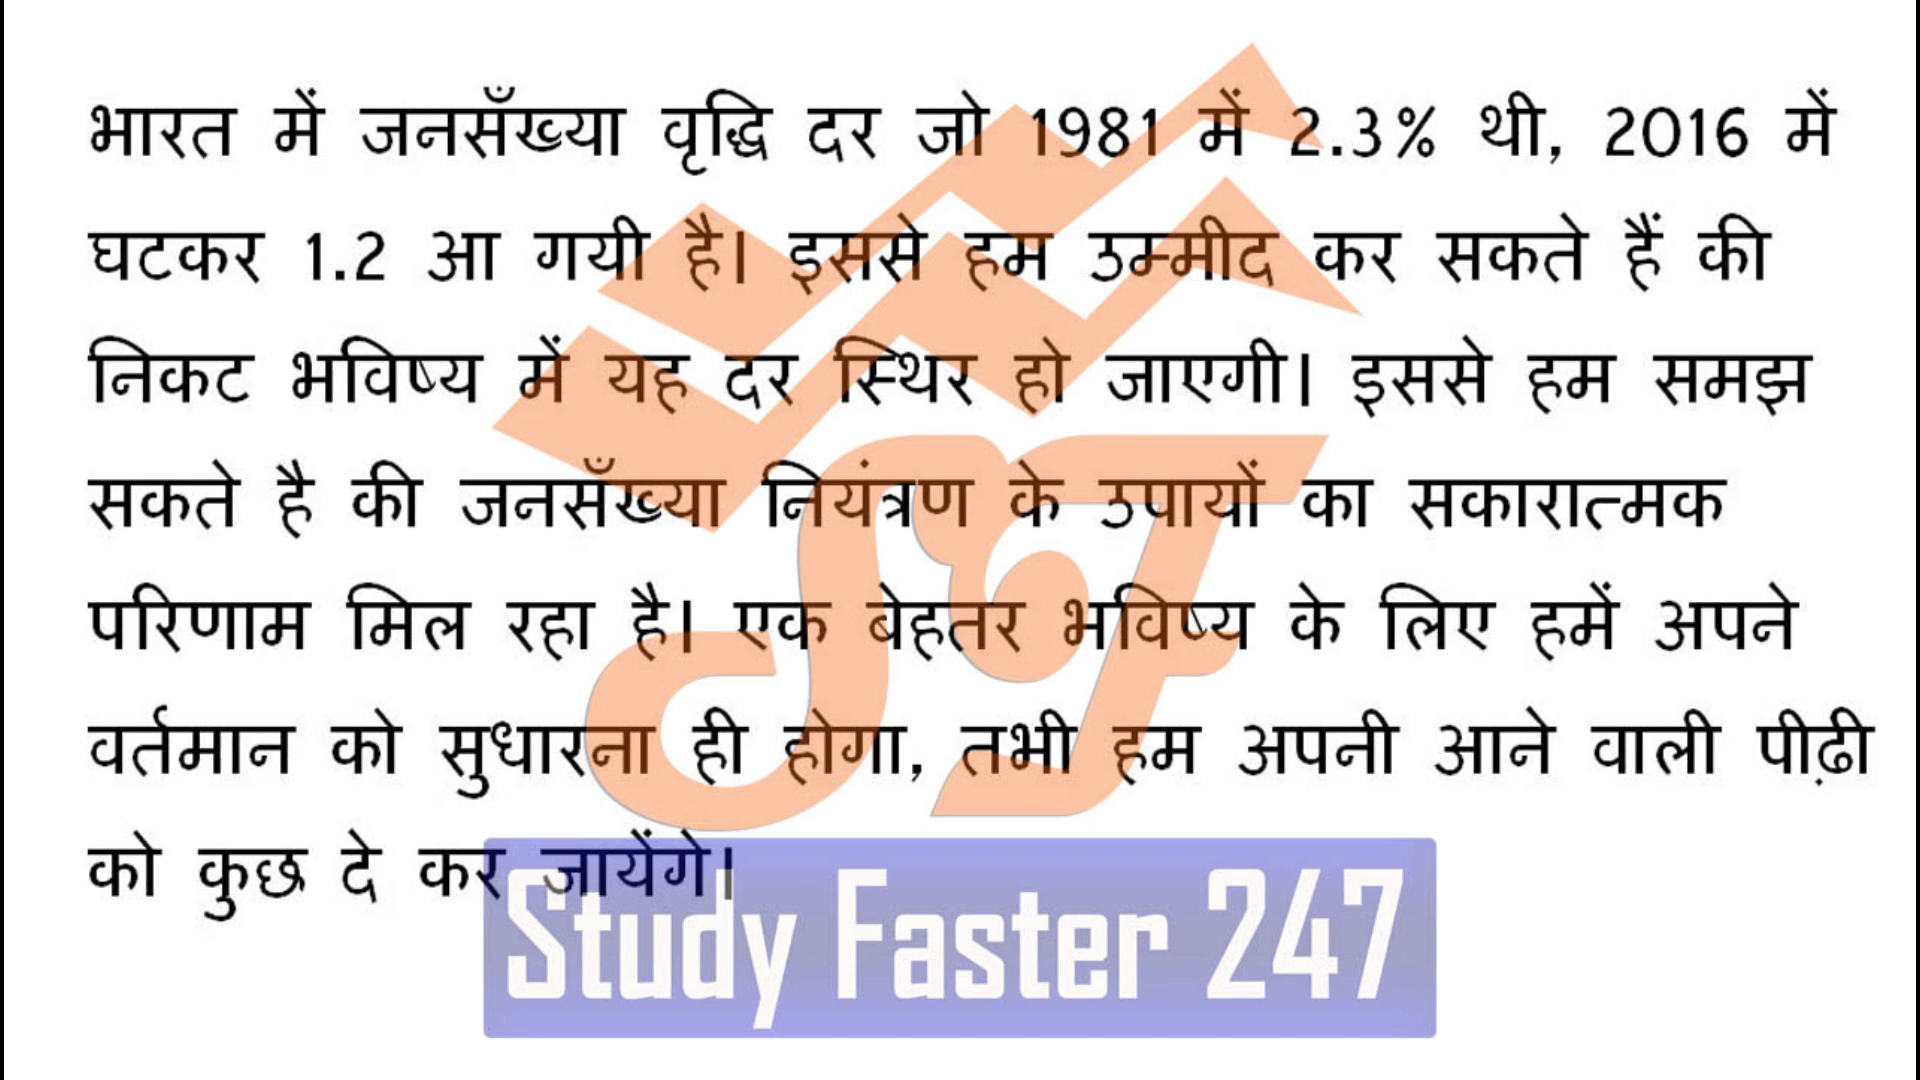 भारत में जनसँख्या वृद्धि दर जो 1981 में 2.3% थी, 2016 में
घटकर 1.2 आ गयी है। इससे हम उम्मीद कर सकते हैं की
निकट भविष्य में यह दर स्थिर हो जाएगी। इससे हम समझ
सकते है की जनसँख्या नियंत्रण के उपायों का सकारात्मक
परिणाम मिल रहा है। एक बेहतर भविष्य के लिए हमें अपने
वर्तमान को सुधारना ही होगा, तभी हम अपनी आने वाली पीढ़ी
को कुछ दे कर जायेंगे।
SF
Study Faster 247